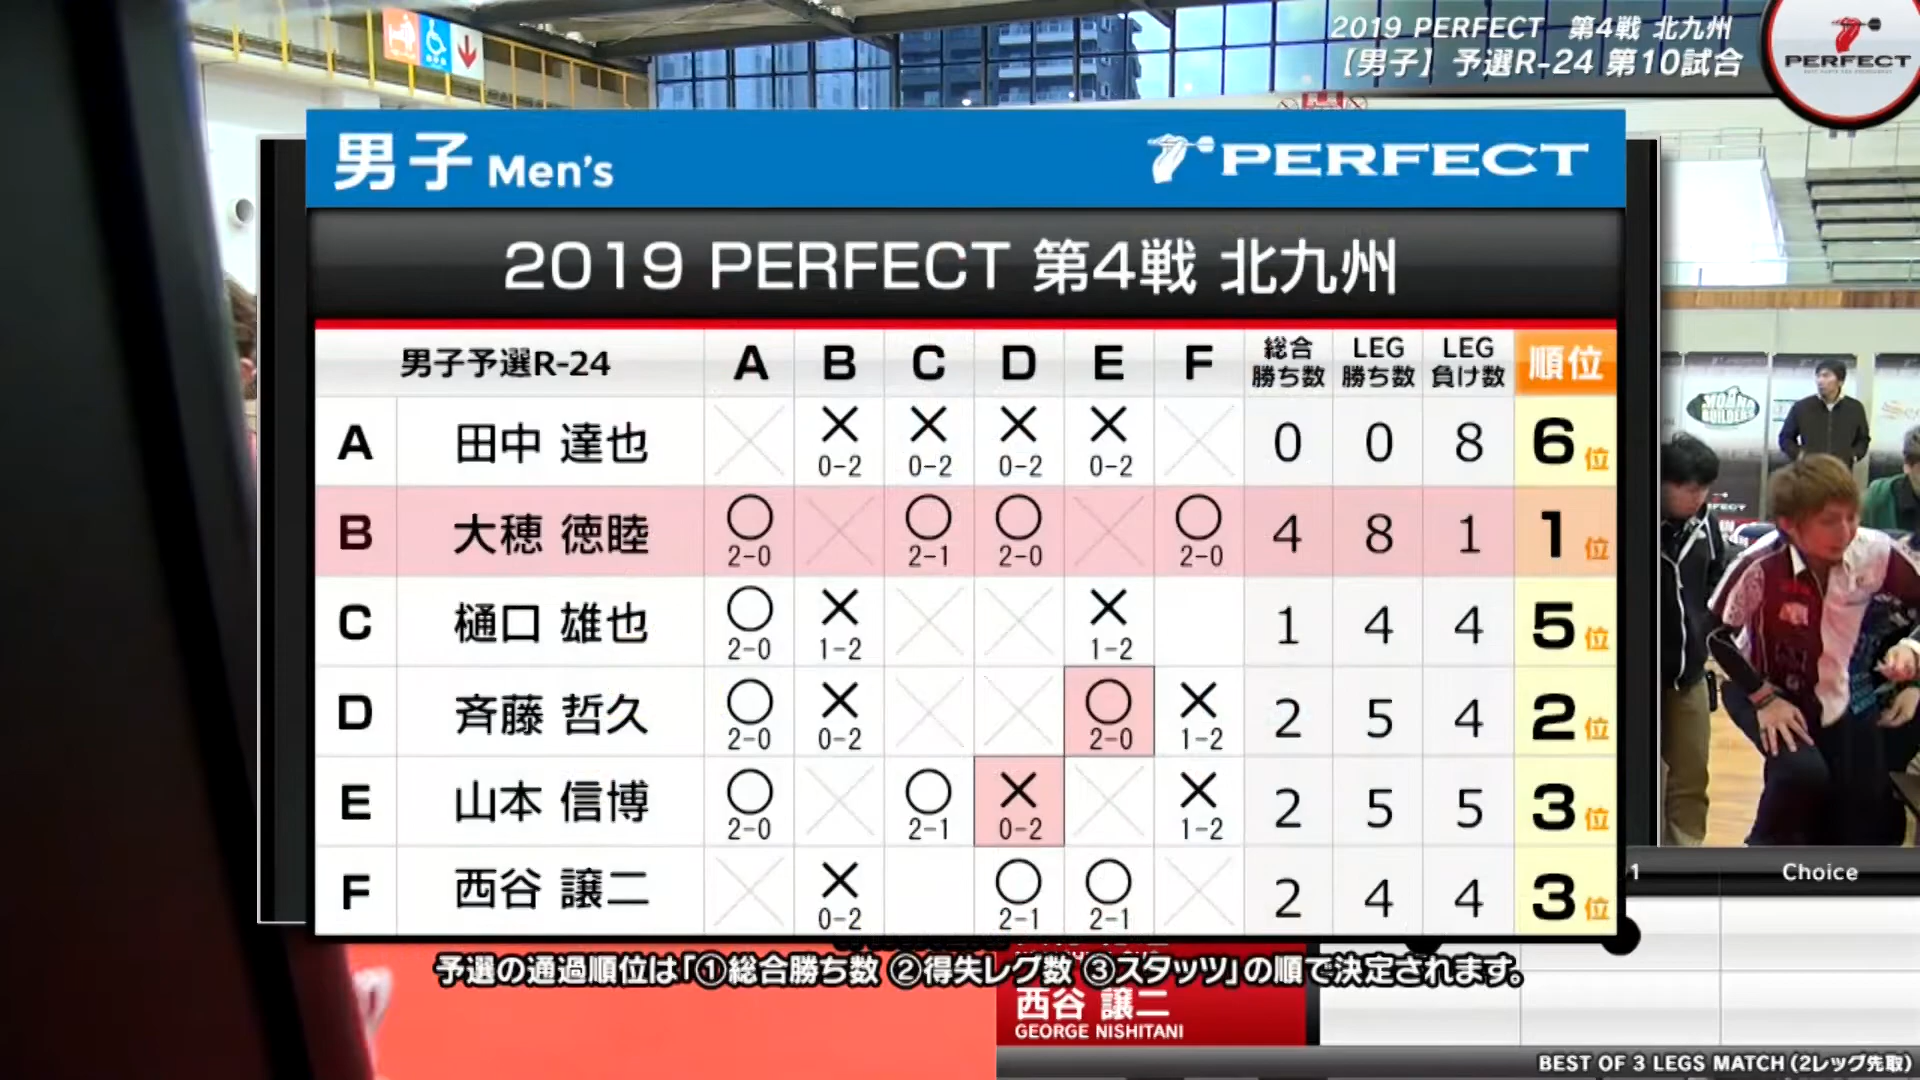 2019 PERFECT 第4戦 北九州
【男子】予選R-24 第10試合
PERFECT
男子 Men's
PERFECT
2019 PERFECT 第4戦 北九州
男子予選R-24 A B C D E F 総合勝ち数 LEG勝ち数 LEG負け数 順位
A 田中 達也 × 0-2 × 0-2 × 0-2 × 0-2 0 0 8 6位
B 大穂 徳睦 ○ 2-0 ○ 2-1 ○ 2-0 ○ 2-0 4 8 1 1位
C 樋口 雄也 ○ 2-0 × 1-2 × 1-2 1 4 4 5位
D 斉藤 哲久 ○ 2-0 × 0-2 ○ 2-0 × 1-2 2 5 4 2位
E 山本 信博 ○ 2-0 ○ 2-1 × 0-2 × 1-2 2 5 5 3位
F 西谷 譲二 × 0-2 ○ 2-1 ○ 2-1 2 4 4 3位
MOANA BUILDERS
1 Choice
予選の通過順位は「①総合勝ち数 ②得失レグ数 ③スタッツ」の順で決定されます。
西谷 譲二
GEORGE NISHITANI
BEST OF 3 LEGS MATCH (2レッグ先取)